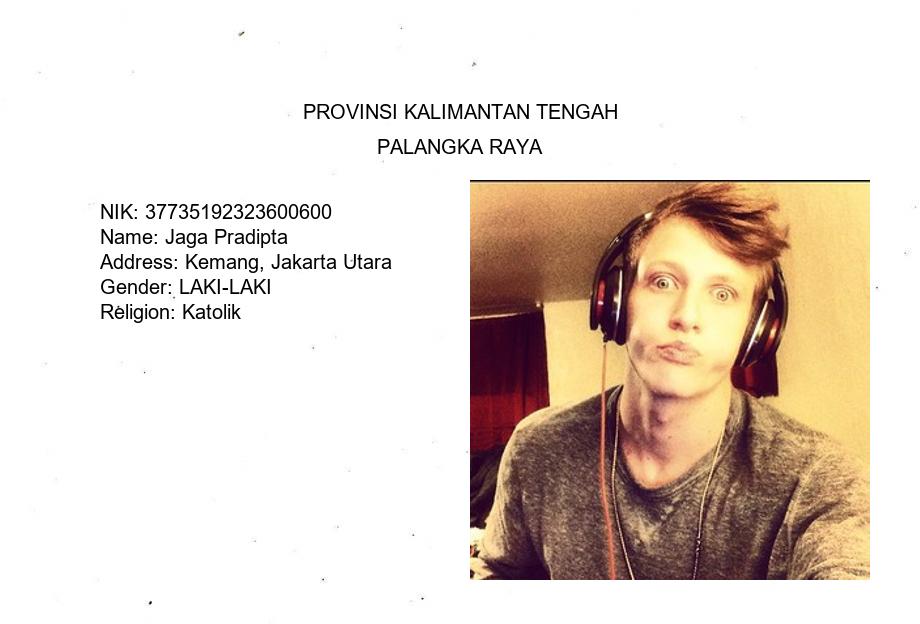 PROVINSI KALIMANTAN TENGAH
PALANGKA RAYA
NIK: 37735192323600600
Name: Jaga Pradipta
Address: Kemang, Jakarta Utara
Gender: LAKI-LAKI
Religion: Katolik